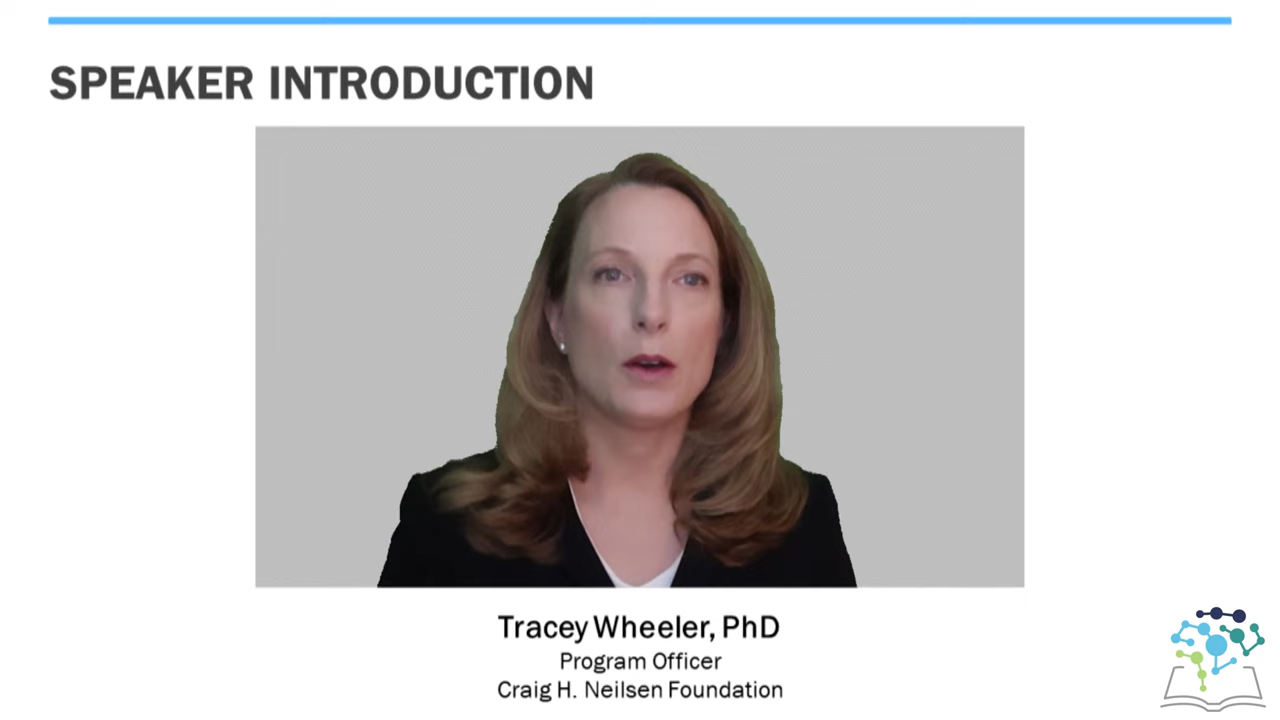 SPEAKER INTRODUCTION
Tracey Wheeler, PhD
Program Officer
Craig H. Neilsen Foundation